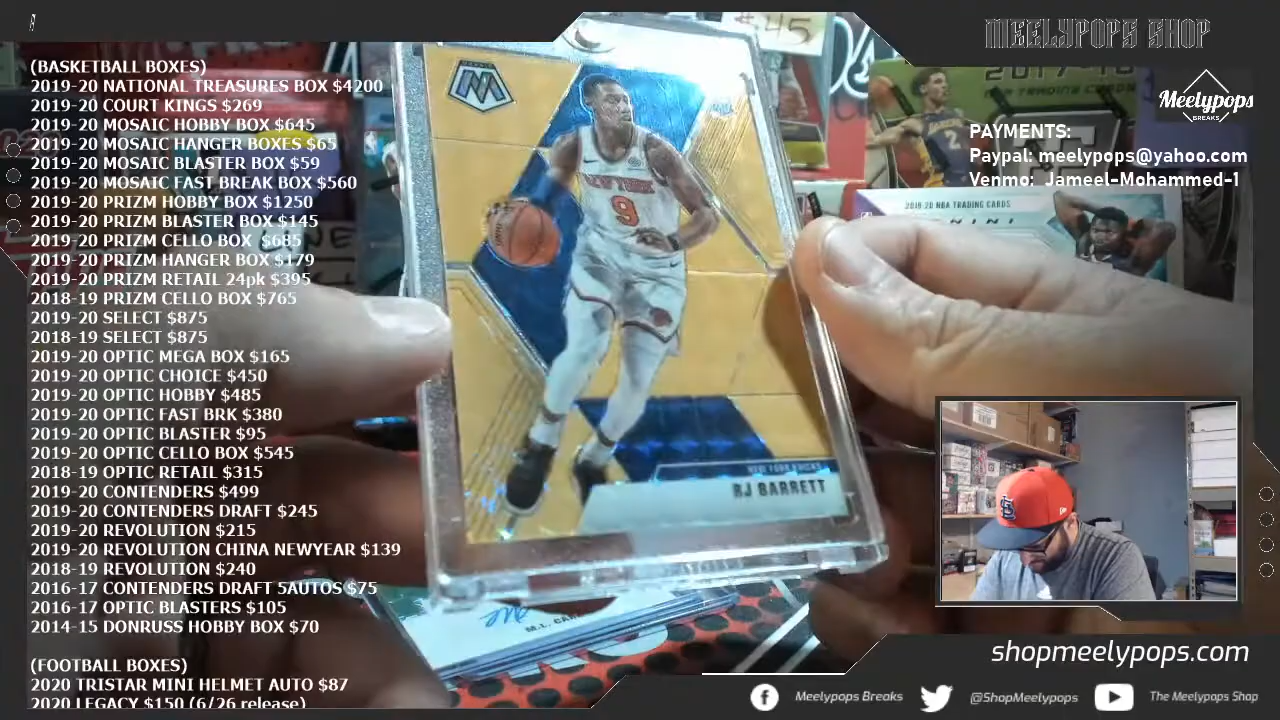 MEELYPOPS SHOP
$45
(BASKETBALL BOXES)
2019-20 NATIONAL TREASURES BOX $4200
2019-20 COURT KINGS $269
2019-20 MOSAIC HOBBY BOX $645
2019-20 MOSAIC HANGER BOXES $65
2019-20 MOSAIC BLASTER BOX $59
2019-20 MOSAIC FAST BREAK BOX $560
2019-20 PRIZM HOBBY BOX $1250
2019-20 PRIZM BLASTER BOX $145
2019-20 PRIZM CELLO BOX $685
2019-20 PRIZM HANGER BOX $179
2019-20 PRIZM RETAIL 24pk $395
2018-19 PRIZM CELLO BOX $765
2019-20 SELECT $875
2018-19 SELECT $875
2019-20 OPTIC MEGA BOX $165
2019-20 OPTIC CHOICE $450
2019-20 OPTIC HOBBY $485
2019-20 OPTIC FAST BRK $380
2019-20 OPTIC BLASTER $95
2019-20 OPTIC CELLO BOX $545
2018-19 OPTIC RETAIL $315
2019-20 CONTENDERS $499
2019-20 CONTENDERS DRAFT $245
2019-20 REVOLUTION $215
2019-20 REVOLUTION CHINA NEWYEAR $139
2018-19 REVOLUTION $240
2016-17 CONTENDERS DRAFT 5AUTOS $75
2016-17 OPTIC BLASTERS $105
2014-15 DONRUSS HOBBY BOX $70
(FOOTBALL BOXES)
2020 TRISTAR MINI HELMET AUTO $87
2020 LEGACY $150 (6/26 release)
NEW YORK
9
NEW YORK KNICKS
RJ BARRETT
M.L. CARR
2017-18
NBA TRADING CARDS
Meelypops
BREAKS
PAYMENTS:
Paypal: meelypops@yahoo.com
Venmo: Jameel-Mohammed-1
2019-20 NBA TRADING CARDS
PANINI
shopmeelypops.com
Meelypops Breaks
@ShopMeelypops
The Meelypops Shop